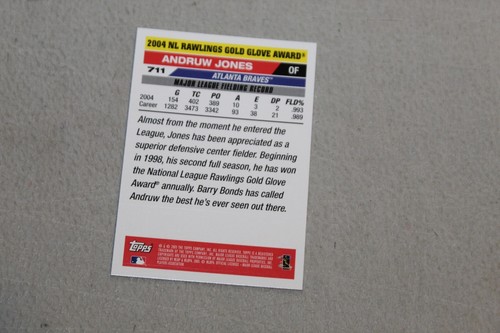 2004 NL RAWLINGS GOLD GLOVE AWARD®
ANDRUW JONES OF
711 ATLANTA BRAVES™
MAJOR LEAGUE FIELDING RECORD
G TC PO A E DP FLD%
2004 154 402 389 10 3 2 .993
Career 1282 3473 3342 93 38 21 .989
Almost from the moment he entered the
League, Jones has been appreciated as a
superior defensive center fielder. Beginning
in 1998, his second full season, he has won
the National League Rawlings Gold Glove
Award® annually. Barry Bonds has called
Andruw the best he's ever seen out there.
Topps